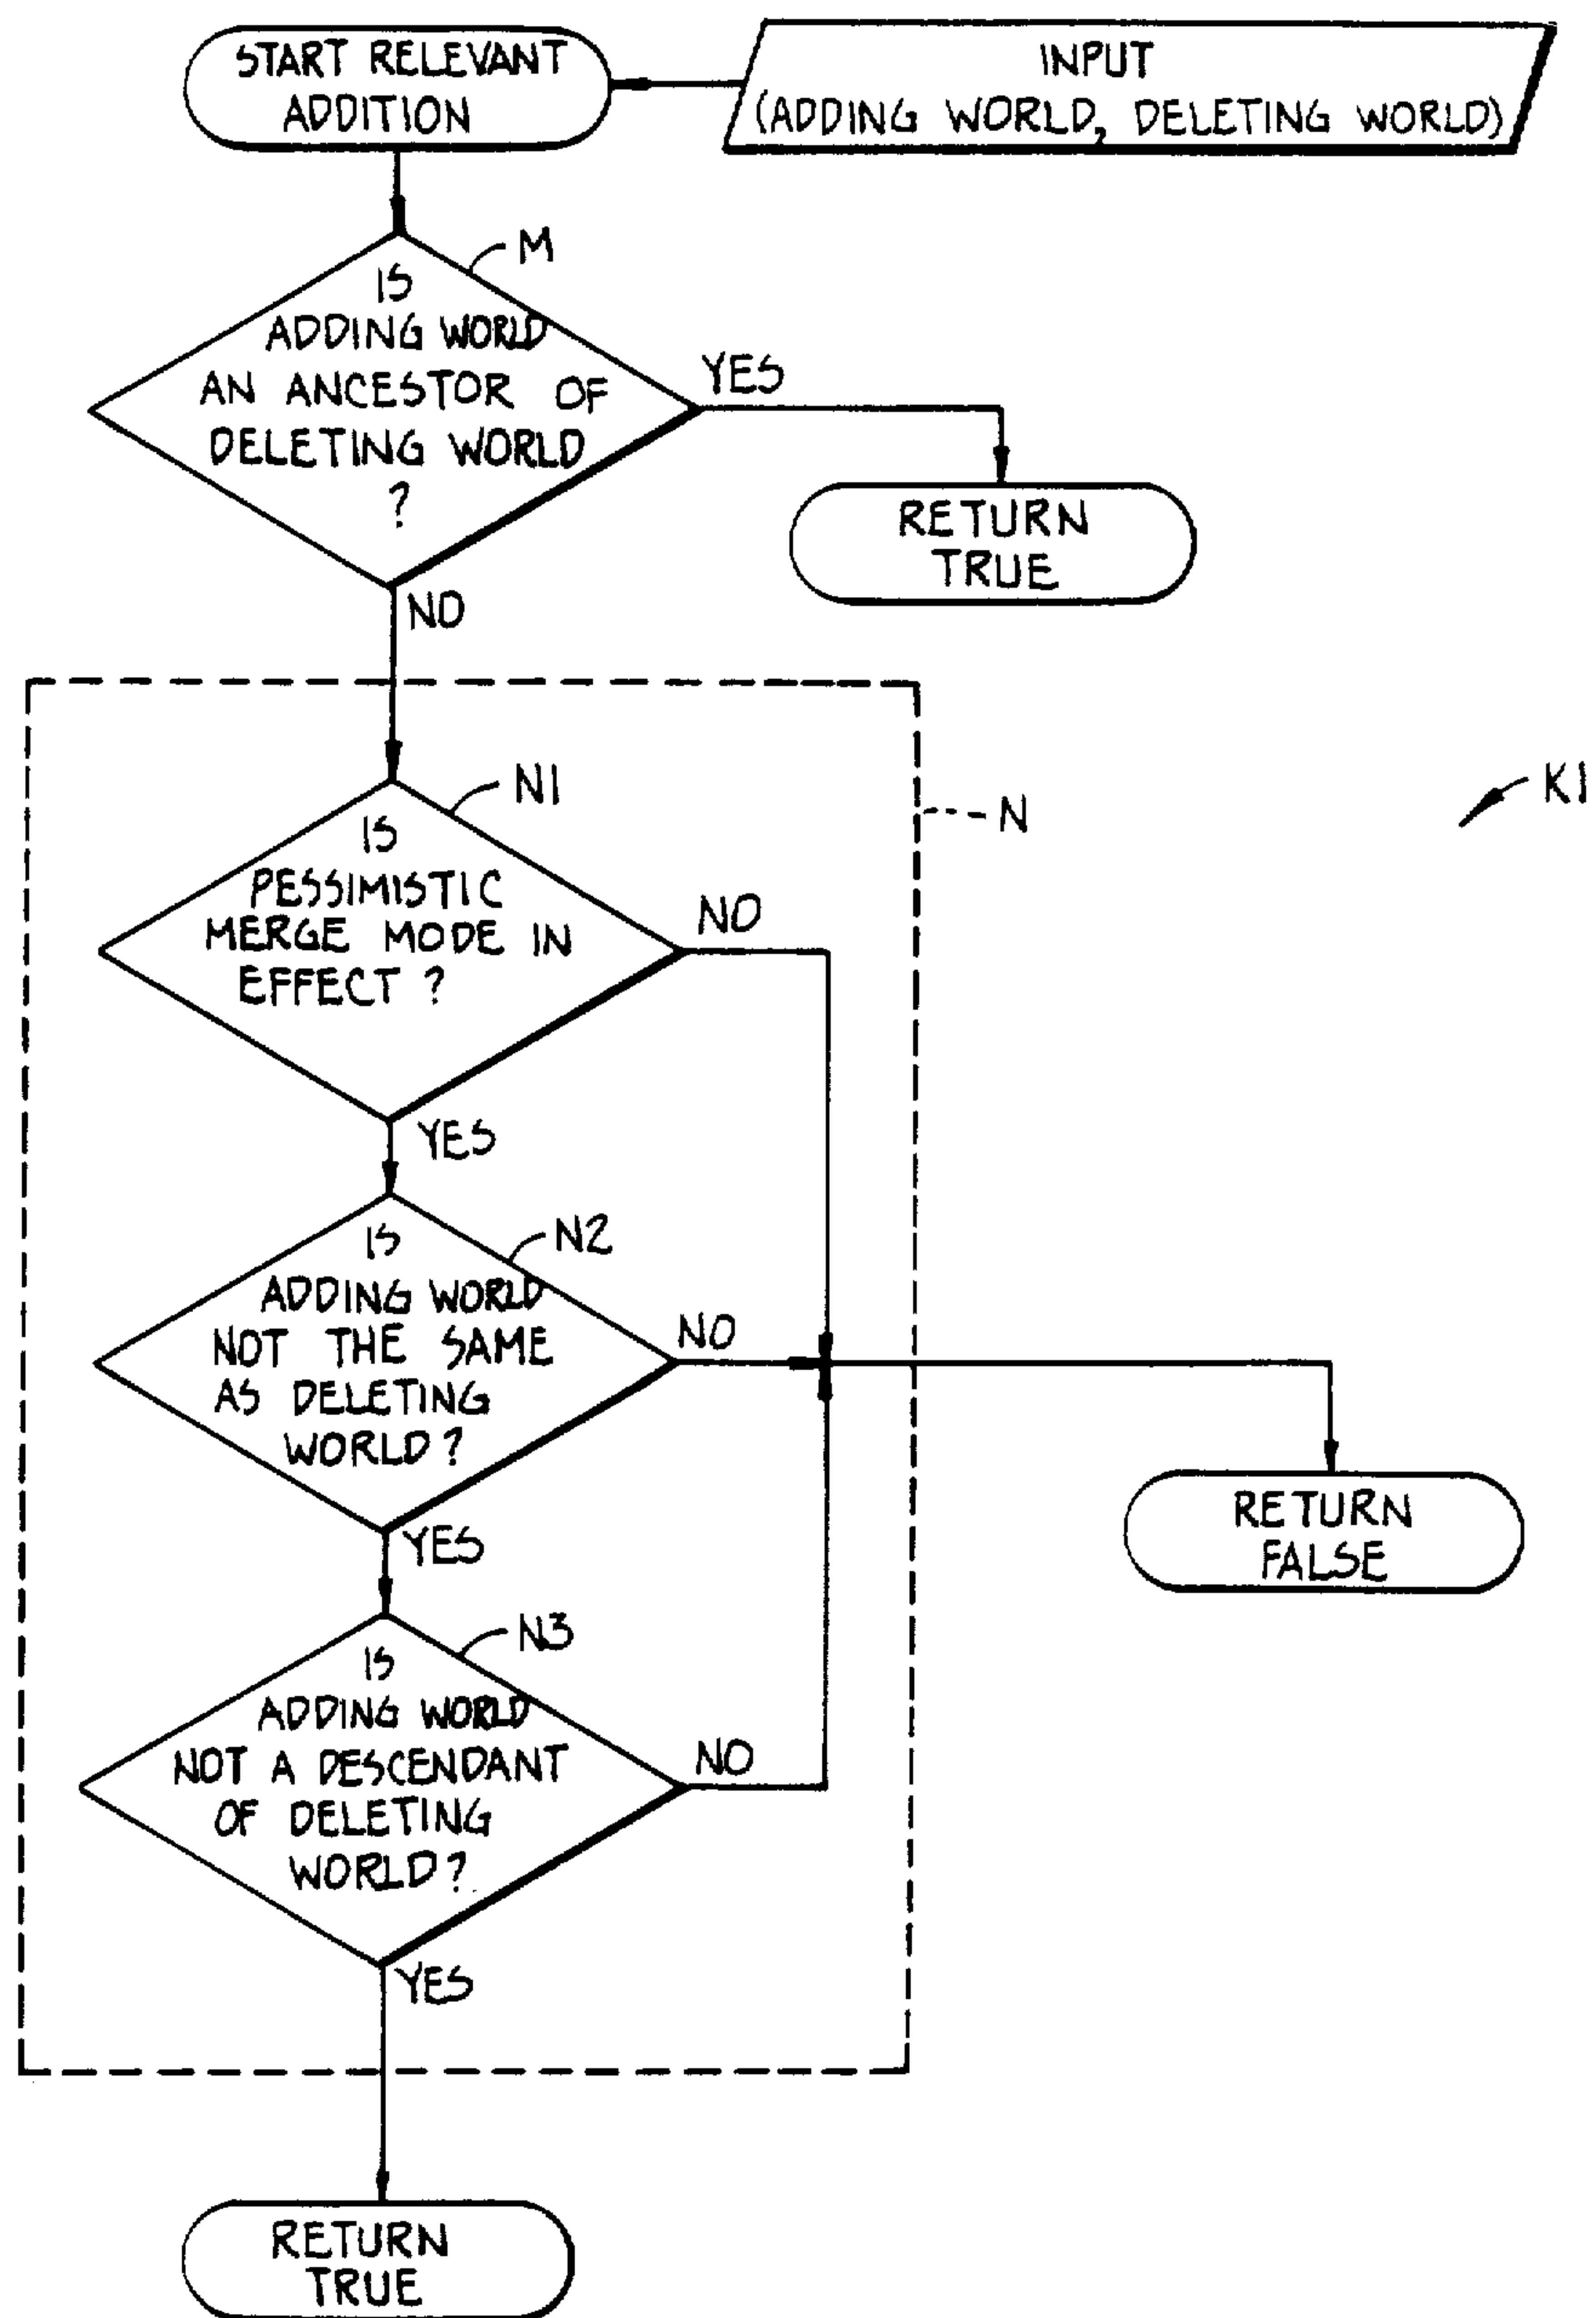 START RELEVANT
ADDITION
INPUT
(ADDING WORLD, DELETING WORLD)
M
IS
ADDING WORLD
AN ANCESTOR OF
DELETING WORLD
?
YES
RETURN
TRUE
NO
N1
IS
PESSIMISTIC
MERGE MODE IN
EFFECT ?
NO
N
K1
YES
N2
IS
ADDING WORLD
NOT THE SAME
AS DELETING
WORLD?
NO
RETURN
FALSE
YES
N3
IS
ADDING WORLD
NOT A DESCENDANT
OF DELETING
WORLD?
NO
YES
RETURN
TRUE